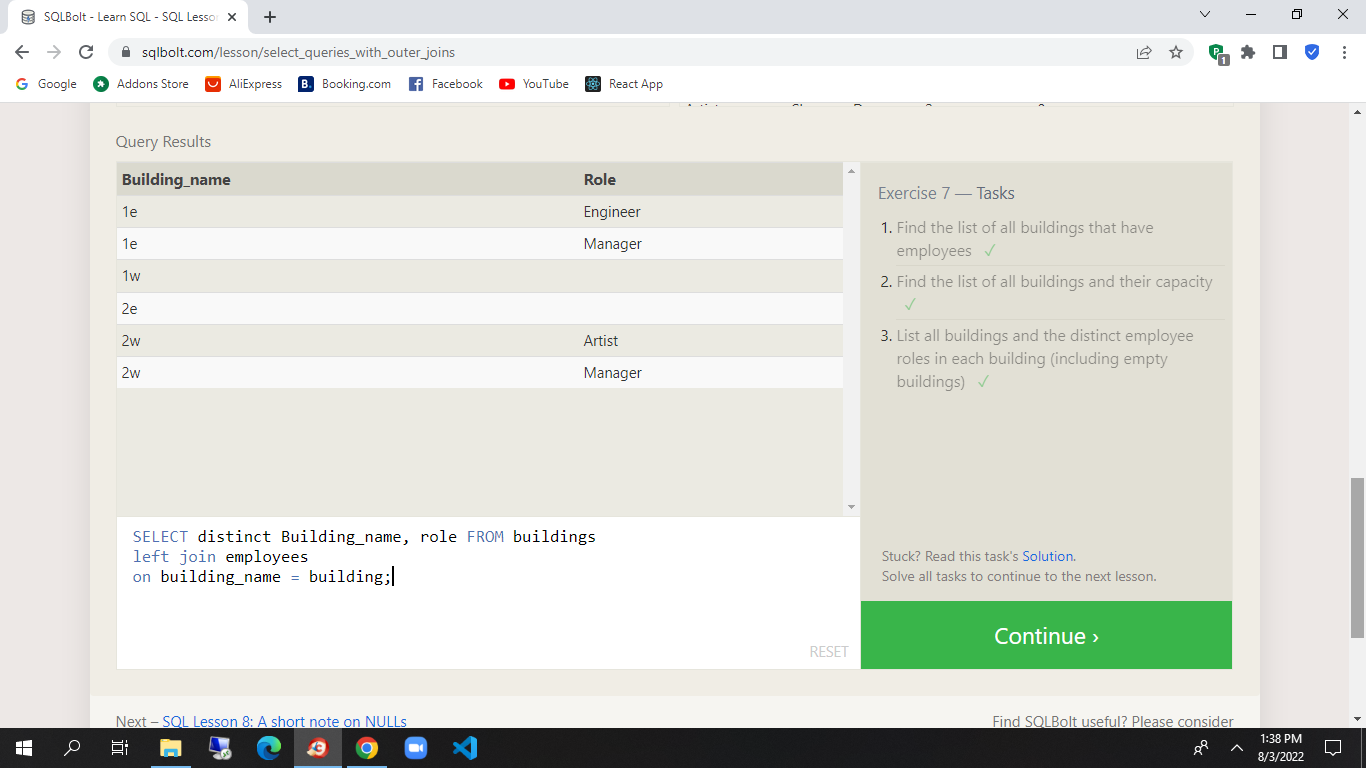 SQLBolt - Learn SQL - SQL Lesson
sqlbolt.com/lesson/select_queries_with_outer_joins
1
Google Addons Store AliExpress B. Booking.com Facebook YouTube React App
Query Results
Building_name Role
1e Engineer
1e Manager
1w
2e
2w Artist
2w Manager
Exercise 7 — Tasks
1. Find the list of all buildings that have
employees ✓
2. Find the list of all buildings and their capacity
✓
3. List all buildings and the distinct employee
roles in each building (including empty
buildings) ✓
SELECT distinct Building_name, role FROM buildings
left join employees
on building_name = building;
RESET
Stuck? Read this task's Solution.
Solve all tasks to continue to the next lesson.
Continue ›
Next – SQL Lesson 8: A short note on NULLs
Find SQLBolt useful? Please consider
1:38 PM
8/3/2022